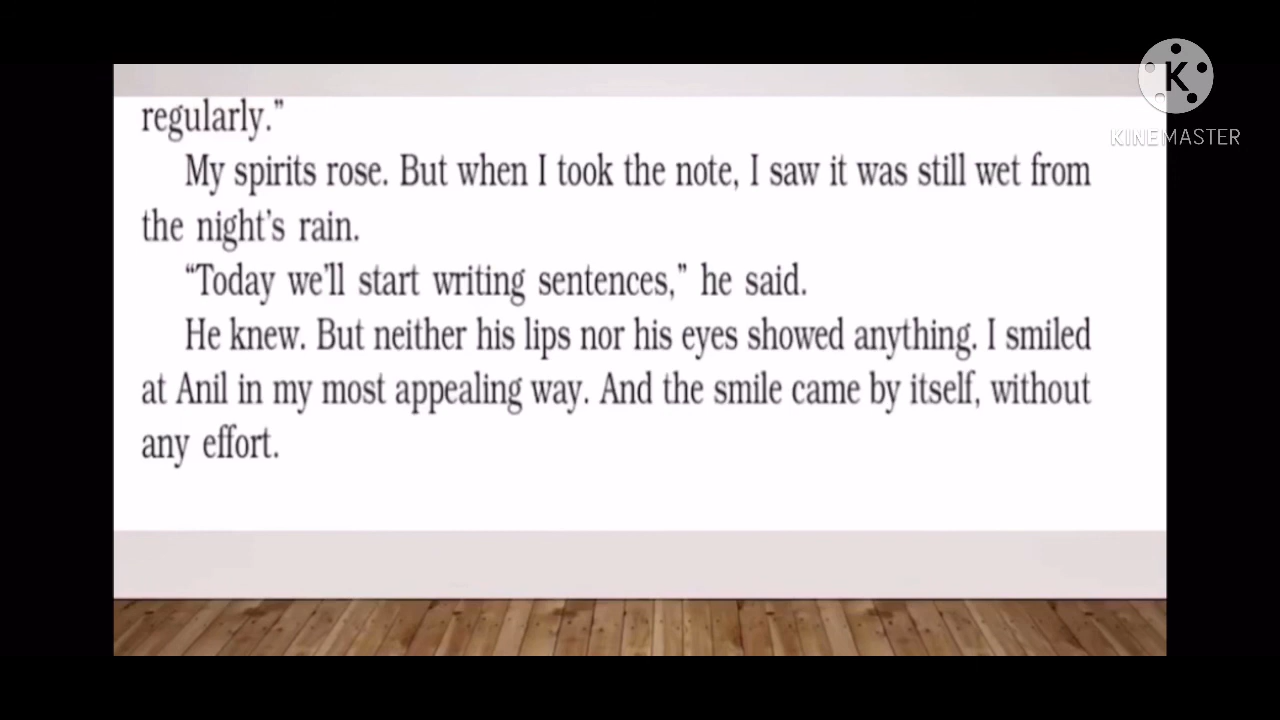 regularly.”
My spirits rose. But when I took the note, I saw it was still wet from
the night’s rain.
“Today we’ll start writing sentences,” he said.
He knew. But neither his lips nor his eyes showed anything. I smiled
at Anil in my most appealing way. And the smile came by itself, without
any effort.
K
KINEMASTER